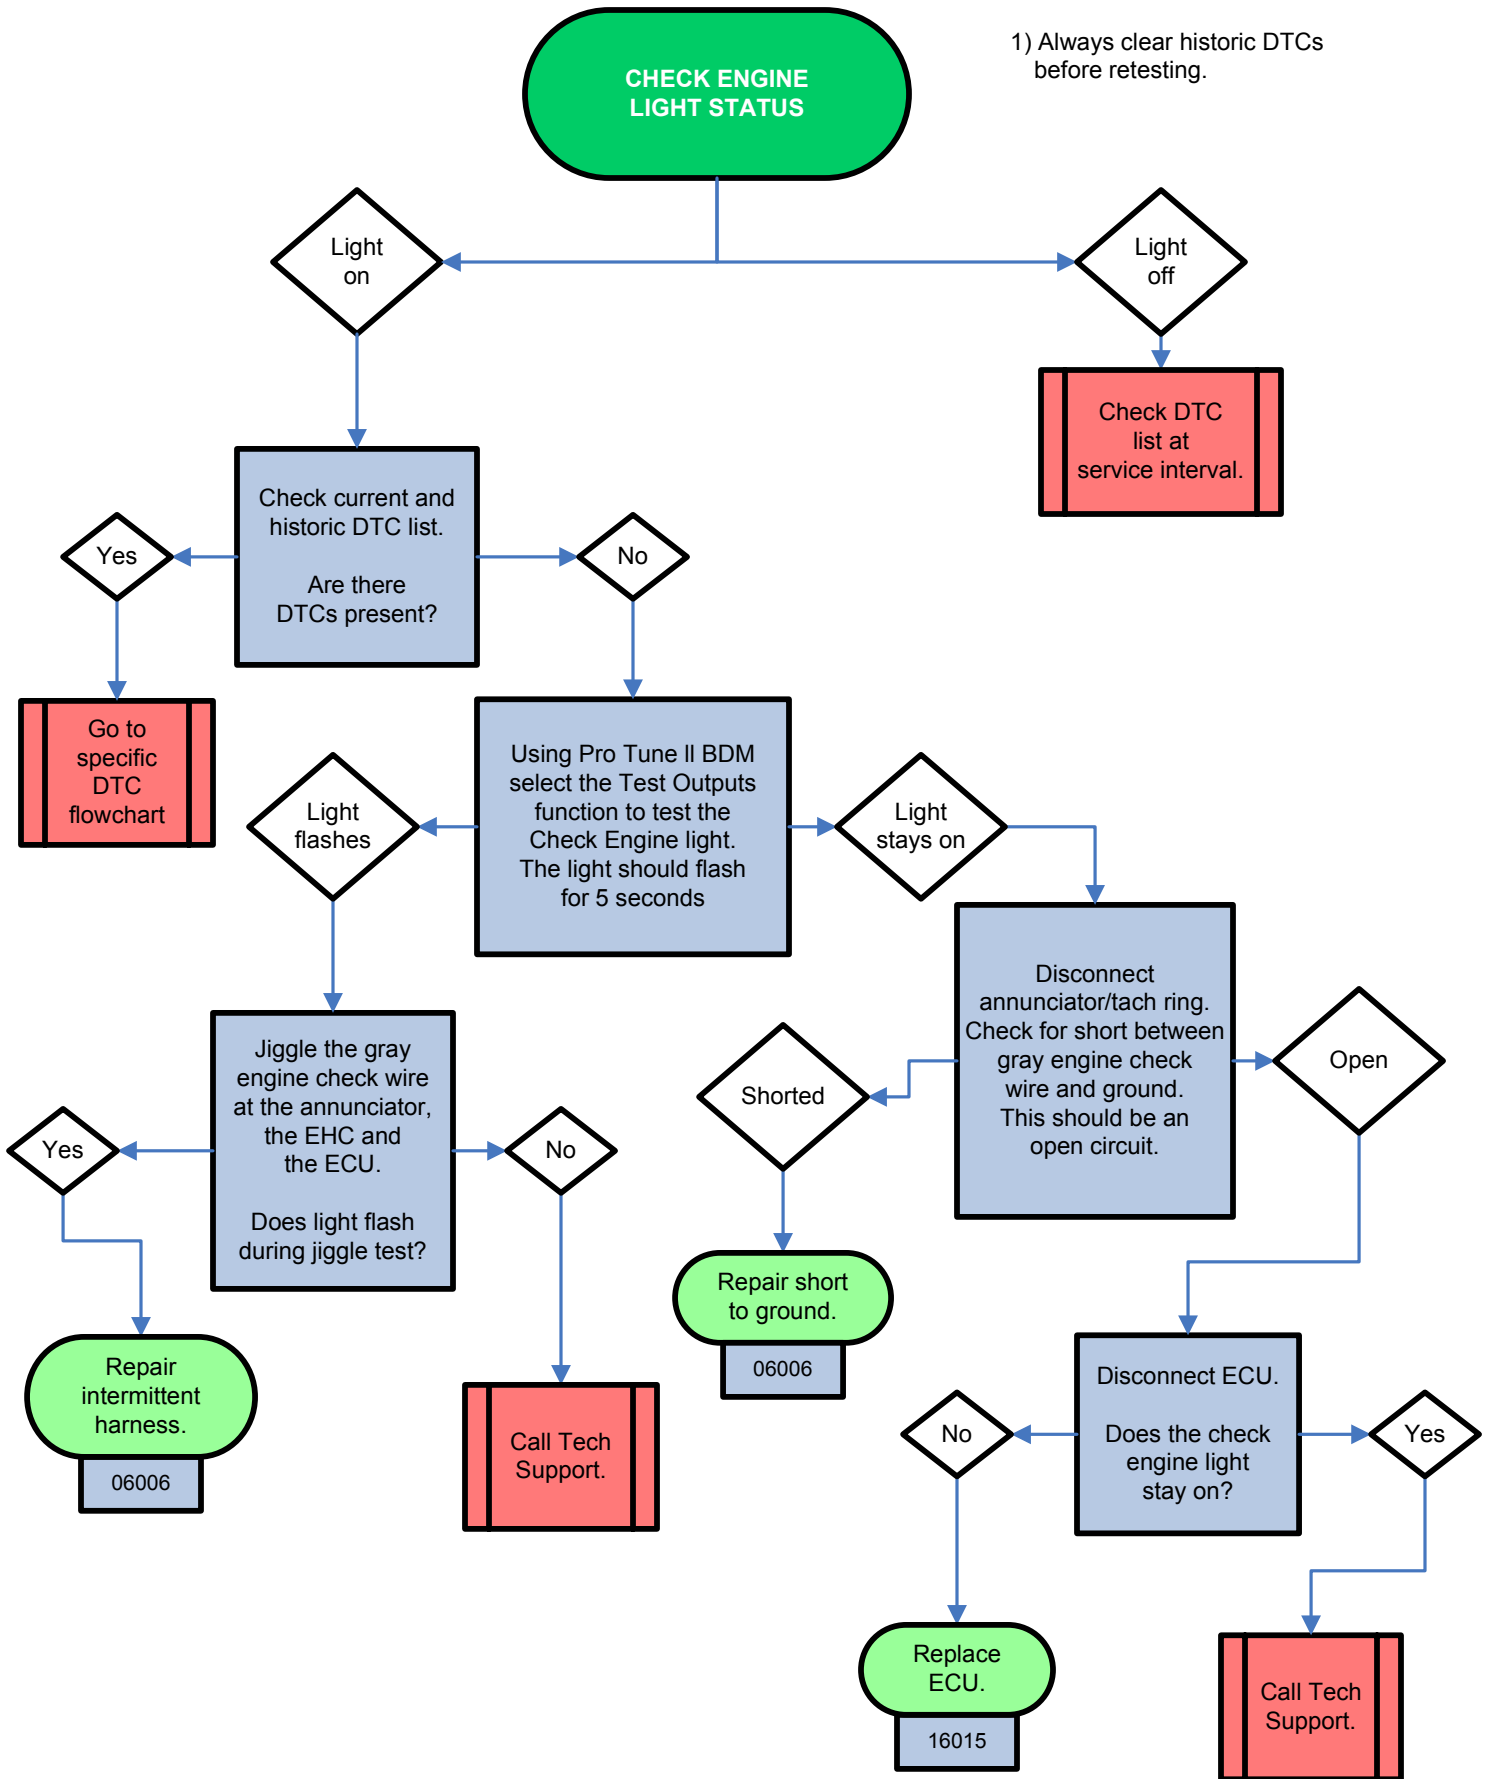 CHECK ENGINE
LIGHT STATUS
1) Always clear historic DTCs
before retesting.
Light
on
Light
off
Check DTC
list at
service interval.
Check current and
historic DTC list.
Are there
DTCs present?
Yes
No
Go to
specific
DTC
flowchart
Using Pro Tune ll BDM
select the Test Outputs
function to test the
Check Engine light.
The light should flash
for 5 seconds
Light
flashes
Light
stays on
Disconnect
annunciator/tach ring.
Check for short between
gray engine check
wire and ground.
This should be an
open circuit.
Jiggle the gray
engine check wire
at the annunciator,
the EHC and
the ECU.
Does light flash
during jiggle test?
Yes
No
Shorted
Open
Repair short
to ground.
06006
Repair
intermittent
harness.
06006
Call Tech
Support.
Disconnect ECU.
Does the check
engine light
stay on?
No
Yes
Replace
ECU.
16015
Call Tech
Support.